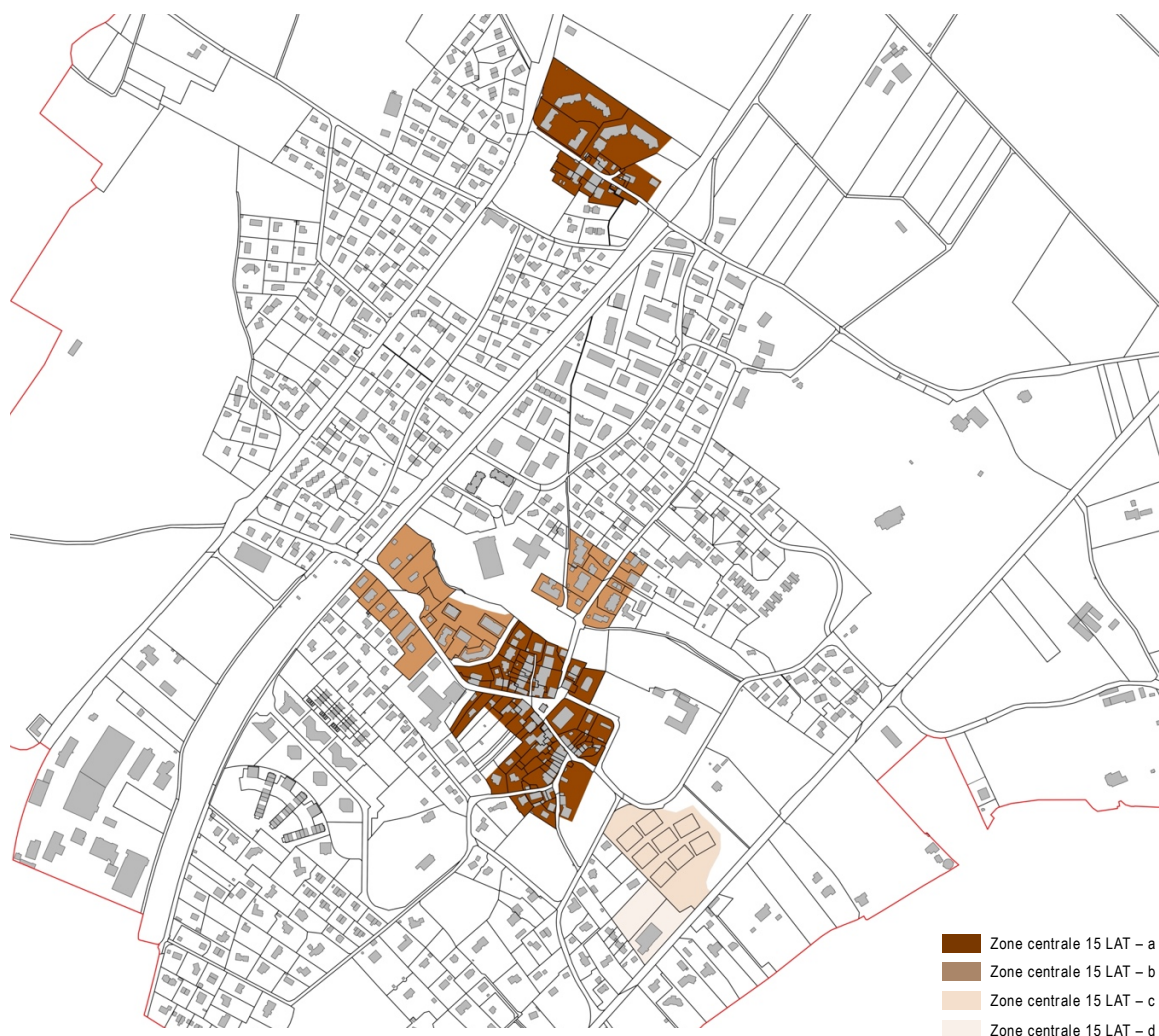 Zone centrale 15 LAT – a
Zone centrale 15 LAT – b
Zone centrale 15 LAT – c
Zone centrale 15 LAT – d